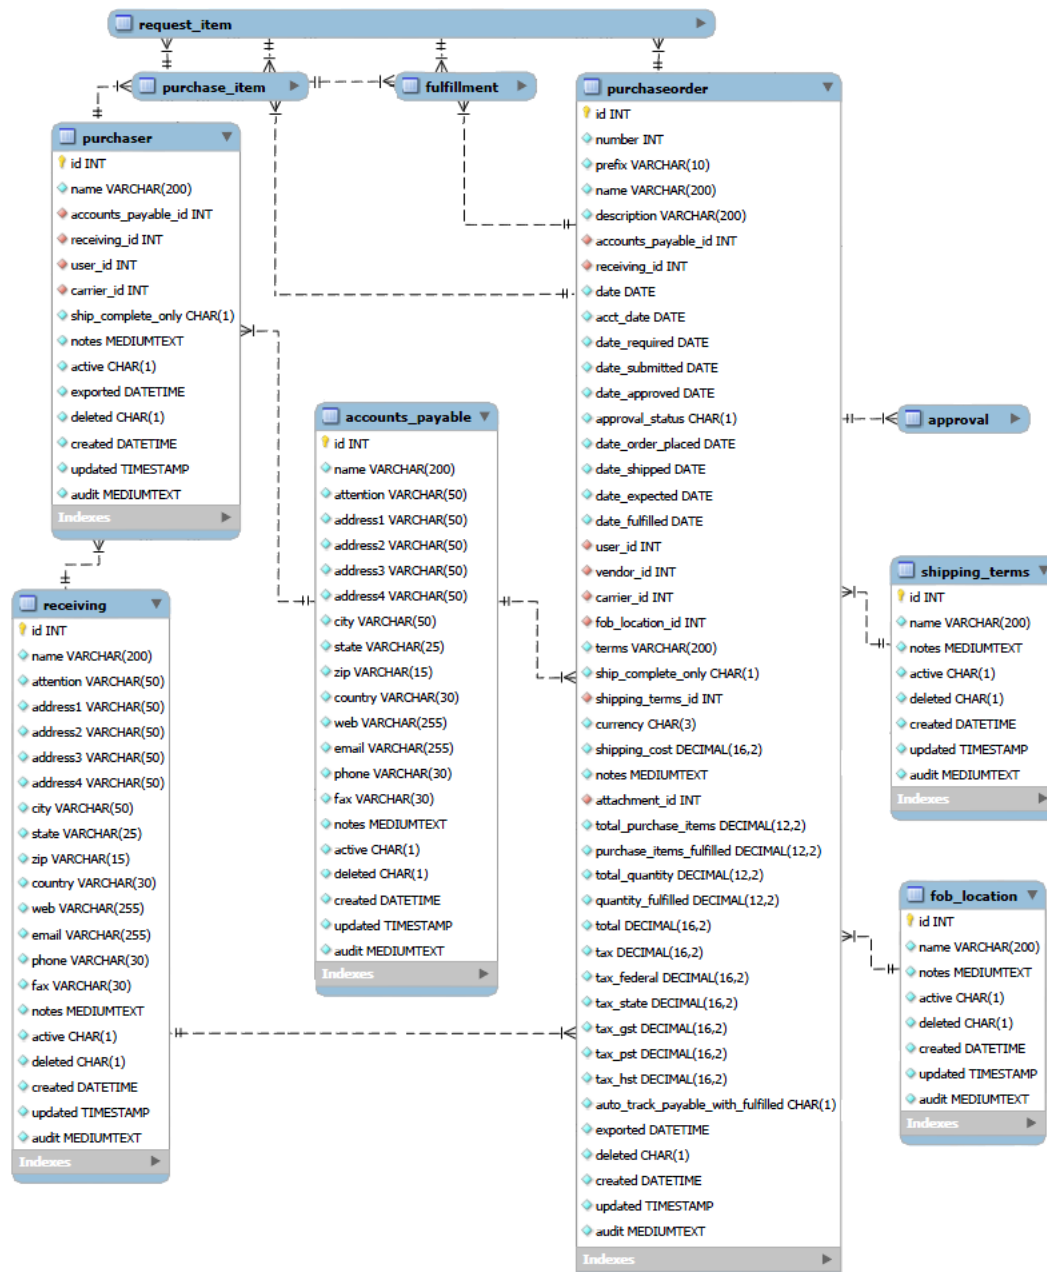 request_item
purchase_item
fulfillment
purchaser
id INT
name VARCHAR(200)
accounts_payable_id INT
receiving_id INT
user_id INT
carrier_id INT
ship_complete_only CHAR(1)
notes MEDIUMTEXT
active CHAR(1)
exported DATETIME
deleted CHAR(1)
created DATETIME
updated TIMESTAMP
audit MEDIUMTEXT
Indexes
receiving
id INT
name VARCHAR(200)
attention VARCHAR(50)
address1 VARCHAR(50)
address2 VARCHAR(50)
address3 VARCHAR(50)
address4 VARCHAR(50)
city VARCHAR(50)
state VARCHAR(25)
zip VARCHAR(15)
country VARCHAR(30)
web VARCHAR(255)
email VARCHAR(255)
phone VARCHAR(30)
fax VARCHAR(30)
notes MEDIUMTEXT
active CHAR(1)
deleted CHAR(1)
created DATETIME
updated TIMESTAMP
audit MEDIUMTEXT
Indexes
accounts_payable
id INT
name VARCHAR(200)
attention VARCHAR(50)
address1 VARCHAR(50)
address2 VARCHAR(50)
address3 VARCHAR(50)
address4 VARCHAR(50)
city VARCHAR(50)
state VARCHAR(25)
zip VARCHAR(15)
country VARCHAR(30)
web VARCHAR(255)
email VARCHAR(255)
phone VARCHAR(30)
fax VARCHAR(30)
notes MEDIUMTEXT
active CHAR(1)
deleted CHAR(1)
created DATETIME
updated TIMESTAMP
audit MEDIUMTEXT
Indexes
purchaseorder
id INT
number INT
prefix VARCHAR(10)
name VARCHAR(200)
description VARCHAR(200)
accounts_payable_id INT
receiving_id INT
date DATE
acct_date DATE
date_required DATE
date_submitted DATE
date_approved DATE
approval_status CHAR(1)
date_order_placed DATE
date_shipped DATE
date_expected DATE
date_fulfilled DATE
user_id INT
vendor_id INT
carrier_id INT
fob_location_id INT
terms VARCHAR(200)
ship_complete_only CHAR(1)
shipping_terms_id INT
currency CHAR(3)
shipping_cost DECIMAL(16,2)
notes MEDIUMTEXT
attachment_id INT
total_purchase_items DECIMAL(12,2)
purchase_items_fulfilled DECIMAL(12,2)
total_quantity DECIMAL(12,2)
quantity_fulfilled DECIMAL(12,2)
total DECIMAL(16,2)
tax DECIMAL(16,2)
tax_federal DECIMAL(16,2)
tax_state DECIMAL(16,2)
tax_gst DECIMAL(16,2)
tax_pst DECIMAL(16,2)
tax_hst DECIMAL(16,2)
auto_track_payable_with_fulfilled CHAR(1)
exported DATETIME
deleted CHAR(1)
created DATETIME
updated TIMESTAMP
audit MEDIUMTEXT
Indexes
approval
shipping_terms
id INT
name VARCHAR(200)
notes MEDIUMTEXT
active CHAR(1)
deleted CHAR(1)
created DATETIME
updated TIMESTAMP
audit MEDIUMTEXT
Indexes
fob_location
id INT
name VARCHAR(200)
notes MEDIUMTEXT
active CHAR(1)
deleted CHAR(1)
created DATETIME
updated TIMESTAMP
audit MEDIUMTEXT
Indexes